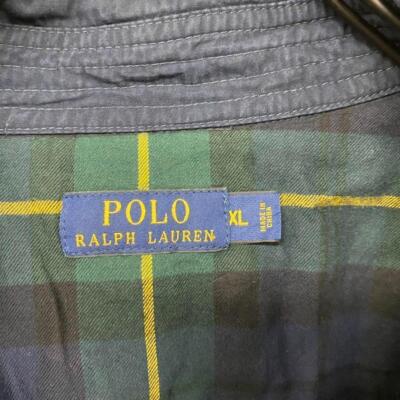 POLO
RALPH LAUREN
XL
MADE IN
CHINA